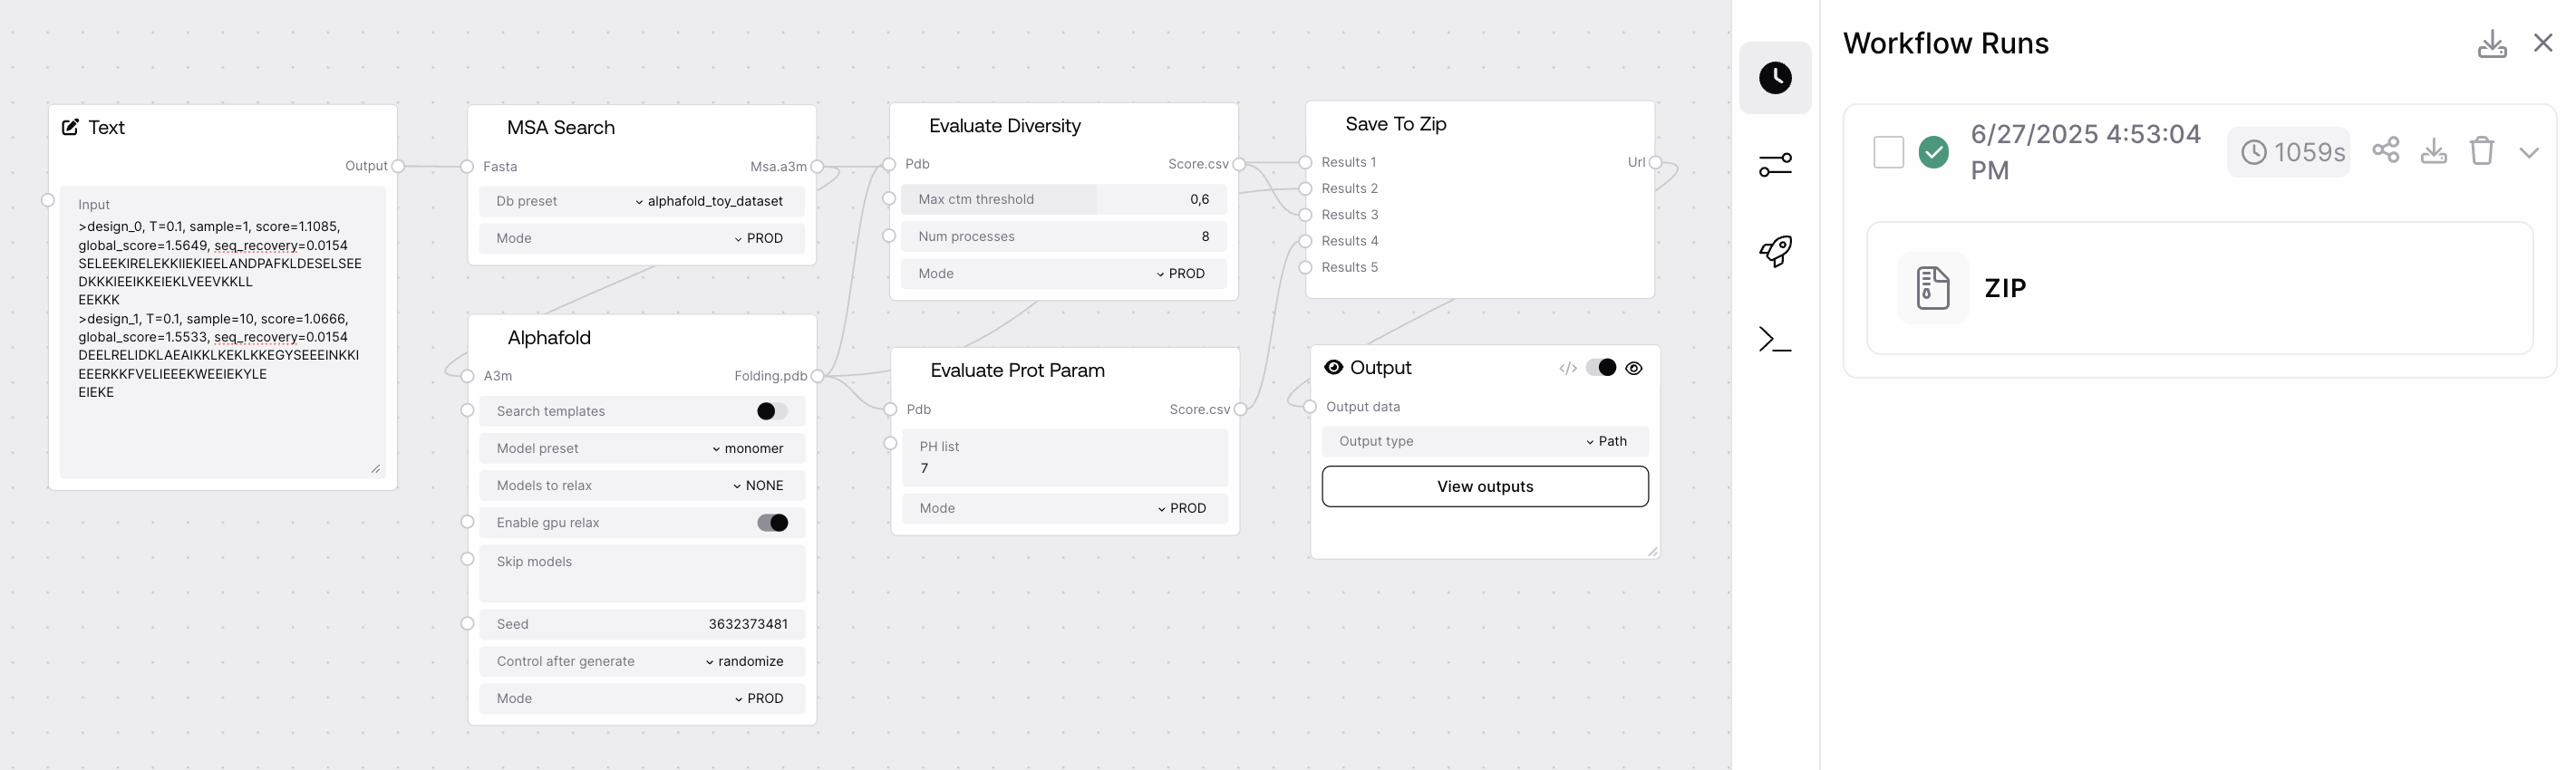 Text
Output
Input
>design_0, T=0.1, sample=1, score=1.1085,
global_score=1.5649, seq_recovery=0.0154
SELEEKIRELEKKIIEKIEELANDPAFKLDESELSEE
DKKKIEEIKKEIEKLVEEVKKLL
EEKKK
>design_1, T=0.1, sample=10, score=1.0666,
global_score=1.5533, seq_recovery=0.0154
DEELRELIDKLAEAIKKLKEKLKKEGYSEEEINKKI
EEERKKFVELIEEEKWEEIEKYLE
EIEKE
MSA Search
Fasta Msa.a3m
Db preset alphafold_toy_dataset
Mode PROD
Alphafold
A3m Folding.pdb
Search templates
Model preset monomer
Models to relax NONE
Enable gpu relax
Skip models
Seed 3632373481
Control after generate randomize
Mode PROD
Evaluate Diversity
Pdb Score.csv
Max ctm threshold 0,6
Num processes 8
Mode PROD
Evaluate Prot Param
Pdb Score.csv
PH list
7
Mode PROD
Save To Zip
Results 1 Url
Results 2
Results 3
Results 4
Results 5
Output
Output data
Output type Path
View outputs
Workflow Runs
6/27/2025 4:53:04
PM
1059s
ZIP